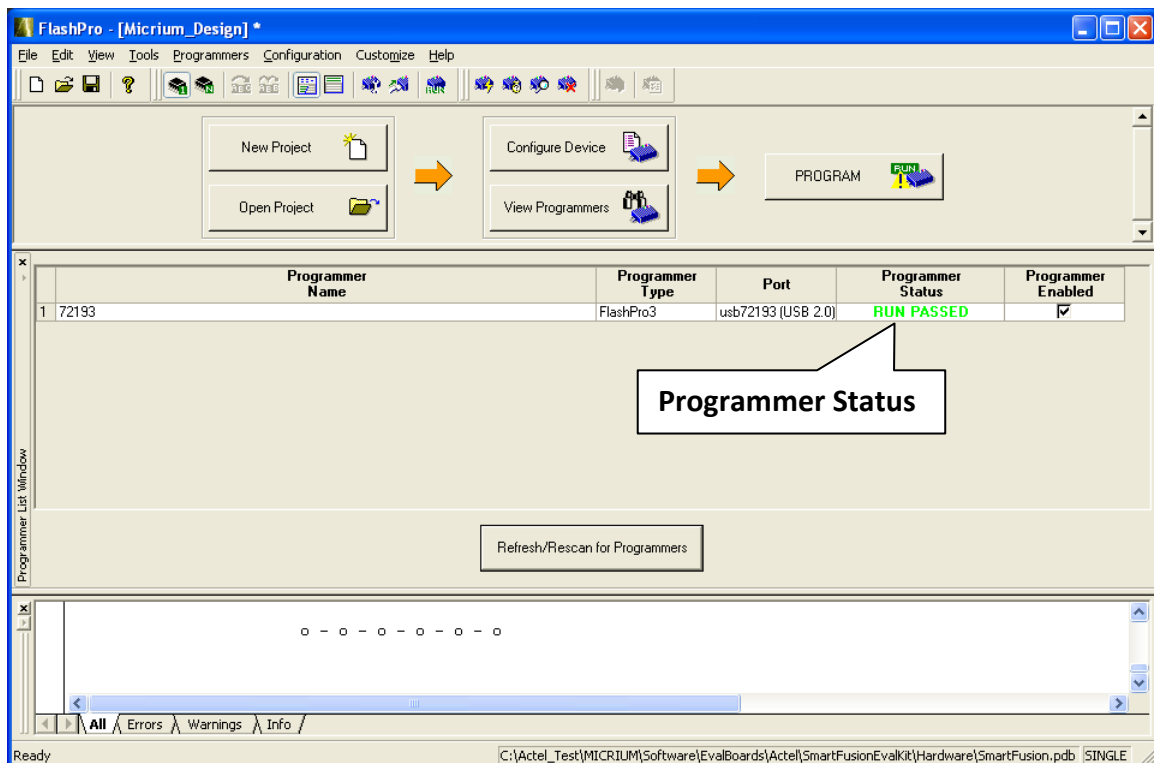 FlashPro - [Micrium_Design] *
File Edit View Tools Programmers Configuration Customize Help
RUN
New Project
Configure Device
PROGRAM
RUN
Open Project
View Programmers
Programmer Name
Programmer Type
Port
Programmer Status
Programmer Enabled
1 72193 FlashPro3 usb72193 (USB 2.0) RUN PASSED
Programmer Status
Programmer List Window
Refresh/Rescan for Programmers
o - o - o - o - o - o
All Errors Warnings Info
Ready C:\Actel_Test\MICRIUM\Software\EvalBoards\Actel\SmartFusionEvalKit\Hardware\SmartFusion.pdb SINGLE